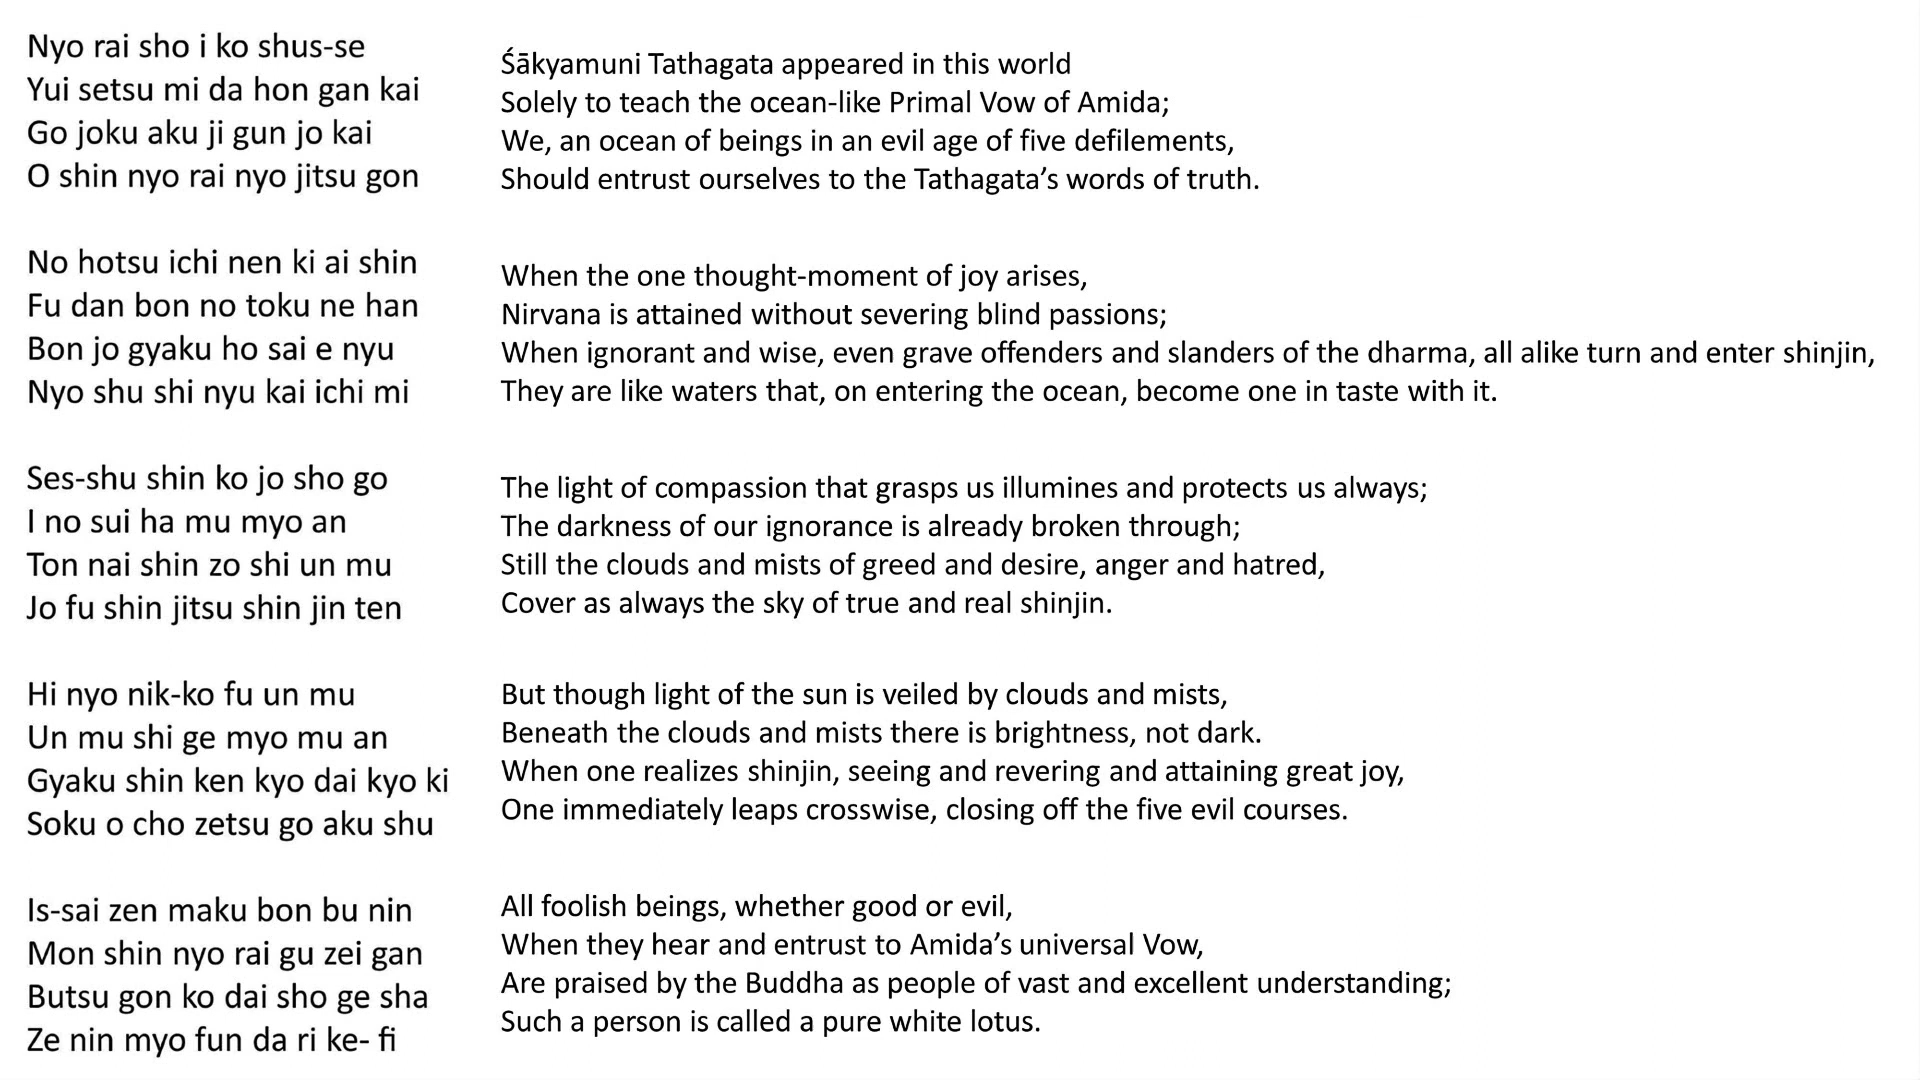 Nyo rai sho i ko shus-se
Yui setsu mi da hon gan kai
Go joku aku ji gun jo kai
O shin nyo rai nyo jitsu gon
Śākyamuni Tathagata appeared in this world
Solely to teach the ocean-like Primal Vow of Amida;
We, an ocean of beings in an evil age of five defilements,
Should entrust ourselves to the Tathagata’s words of truth.
No hotsu ichi nen ki ai shin
Fu dan bon no toku ne han
Bon jo gyaku ho sai e nyu
Nyo shu shi nyu kai ichi mi
When the one thought-moment of joy arises,
Nirvana is attained without severing blind passions;
When ignorant and wise, even grave offenders and slanders of the dharma, all alike turn and enter shinjin,
They are like waters that, on entering the ocean, become one in taste with it.
Ses-shu shin ko jo sho go
I no sui ha mu myo an
Ton nai shin zo shi un mu
Jo fu shin jitsu shin jin ten
The light of compassion that grasps us illumines and protects us always;
The darkness of our ignorance is already broken through;
Still the clouds and mists of greed and desire, anger and hatred,
Cover as always the sky of true and real shinjin.
Hi nyo nik-ko fu un mu
Un mu shi ge myo mu an
Gyaku shin ken kyo dai kyo ki
Soku o cho zetsu go aku shu
But though light of the sun is veiled by clouds and mists,
Beneath the clouds and mists there is brightness, not dark.
When one realizes shinjin, seeing and revering and attaining great joy,
One immediately leaps crosswise, closing off the five evil courses.
Is-sai zen maku bon bu nin
Mon shin nyo rai gu zei gan
Butsu gon ko dai sho ge sha
Ze nin myo fun da ri ke- fi
All foolish beings, whether good or evil,
When they hear and entrust to Amida’s universal Vow,
Are praised by the Buddha as people of vast and excellent understanding;
Such a person is called a pure white lotus.